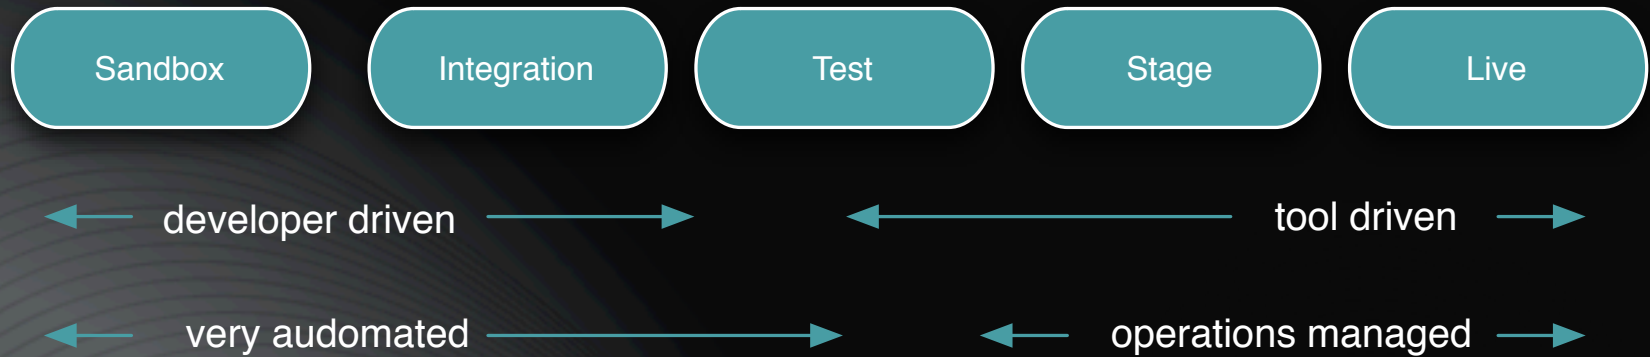 Sandbox Integration Test Stage Live
developer driven tool driven
very audomated operations managed